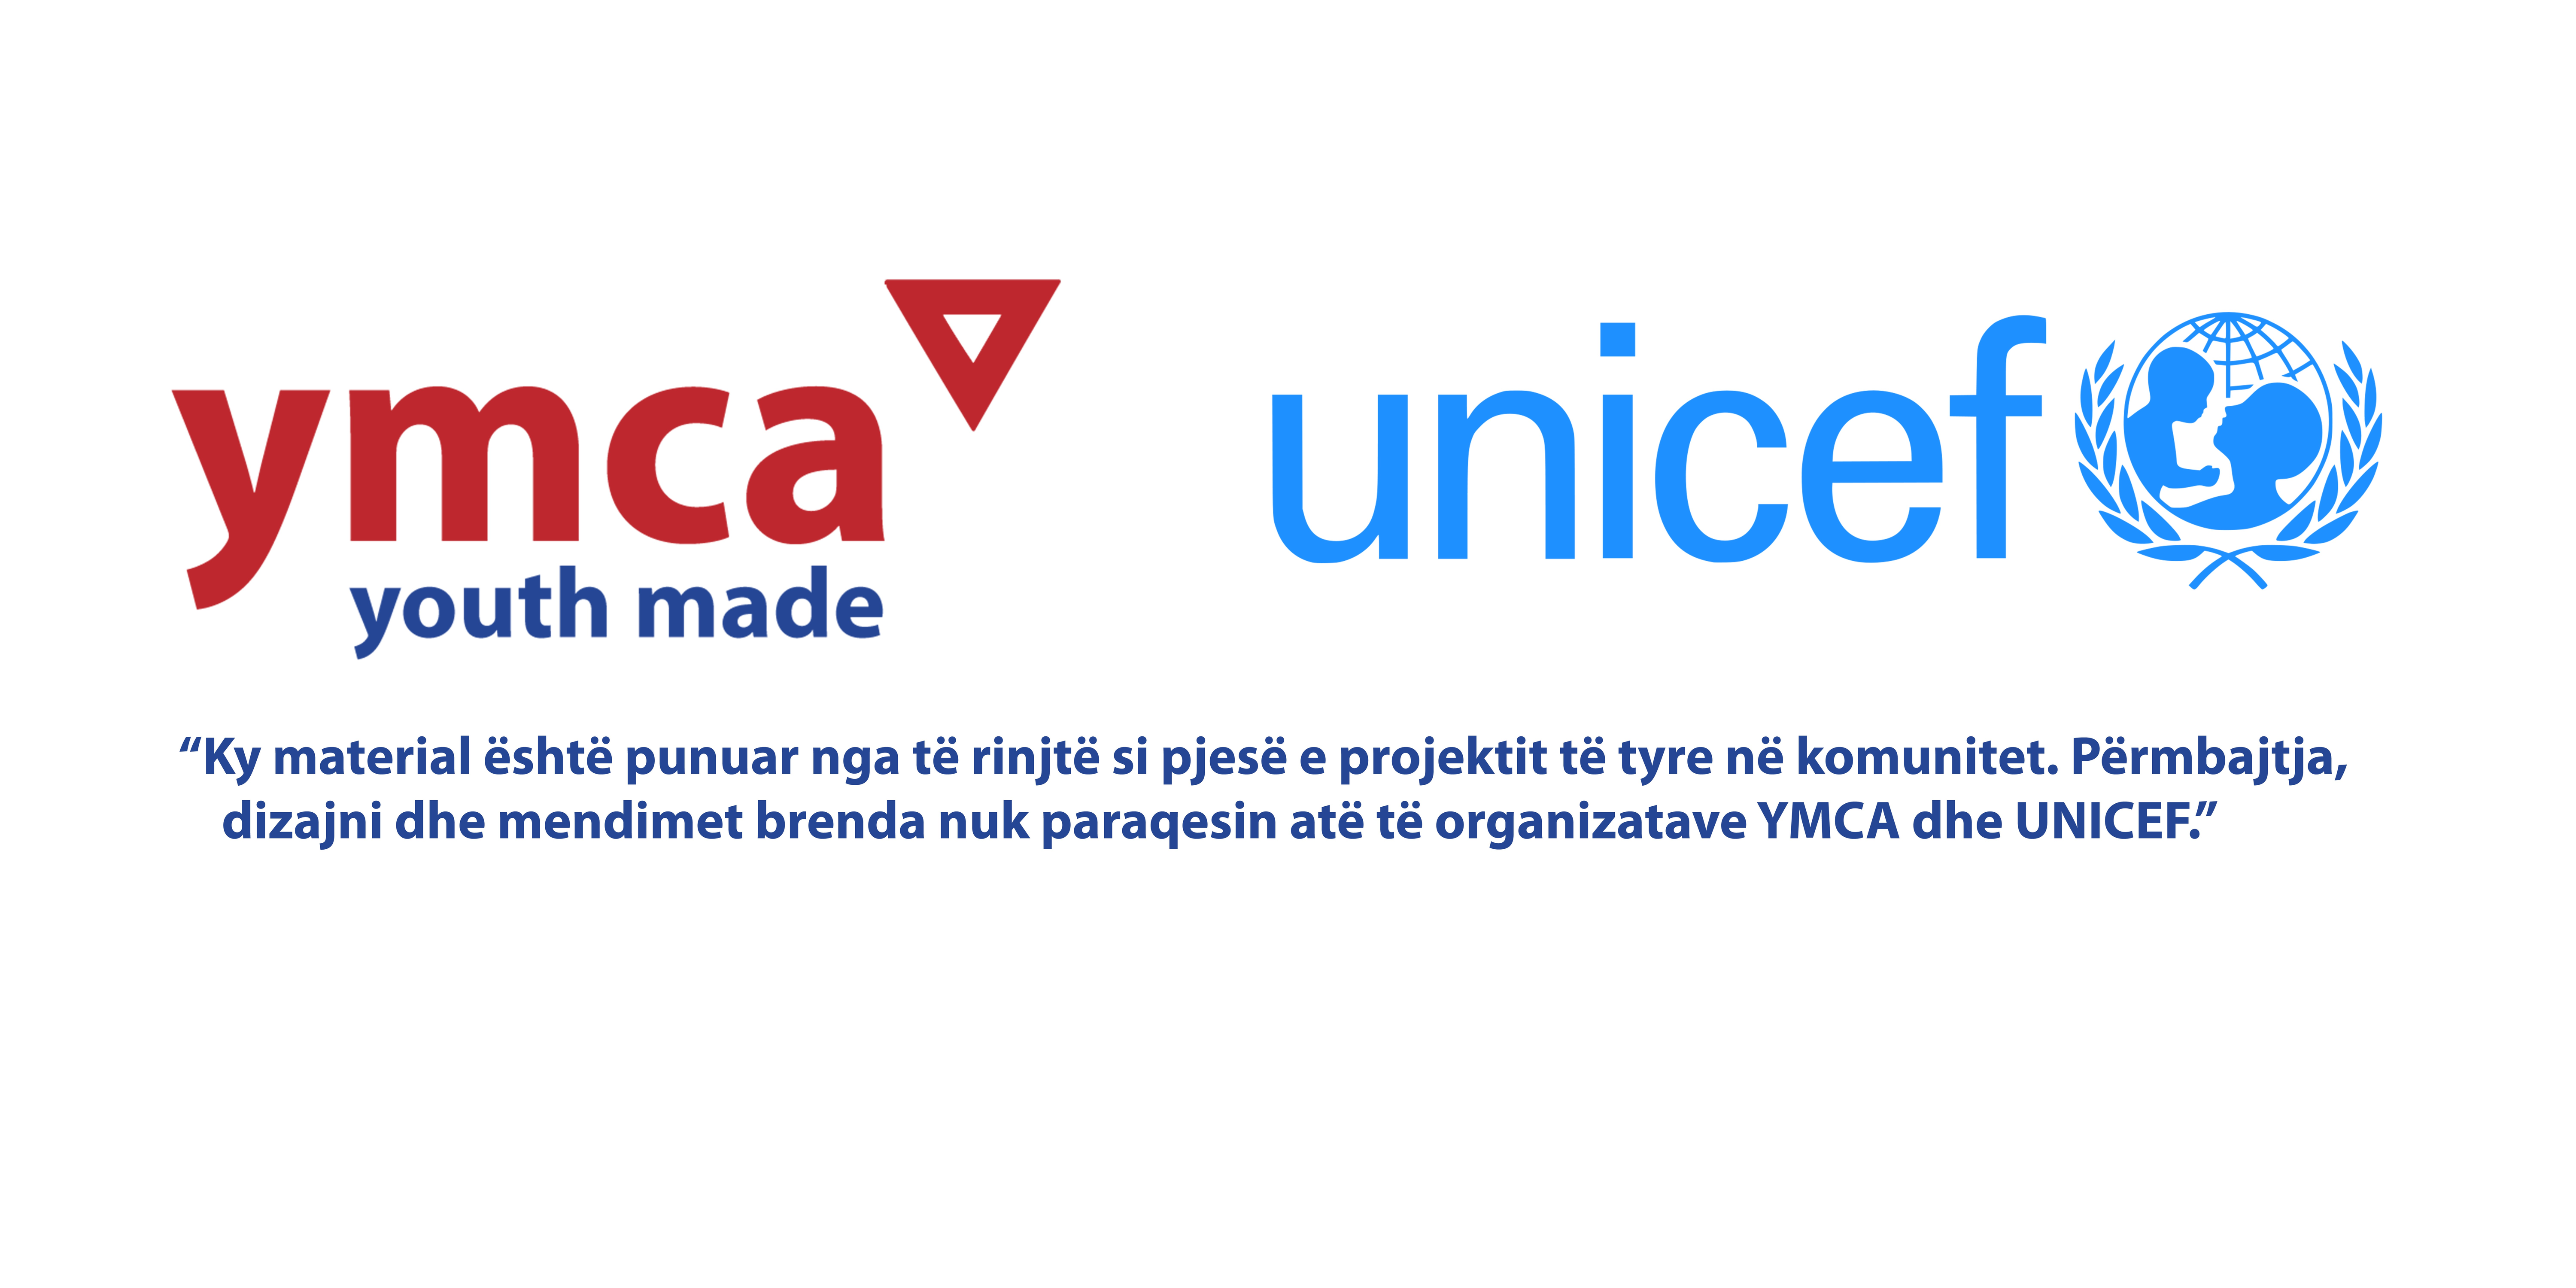 ymca
youth made
unicef
“Ky material është punuar nga të rinjtë si pjesë e projektit të tyre në komunitet. Përmbajtja,
dizajni dhe mendimet brenda nuk paraqesin atë të organizatave YMCA dhe UNICEF.”